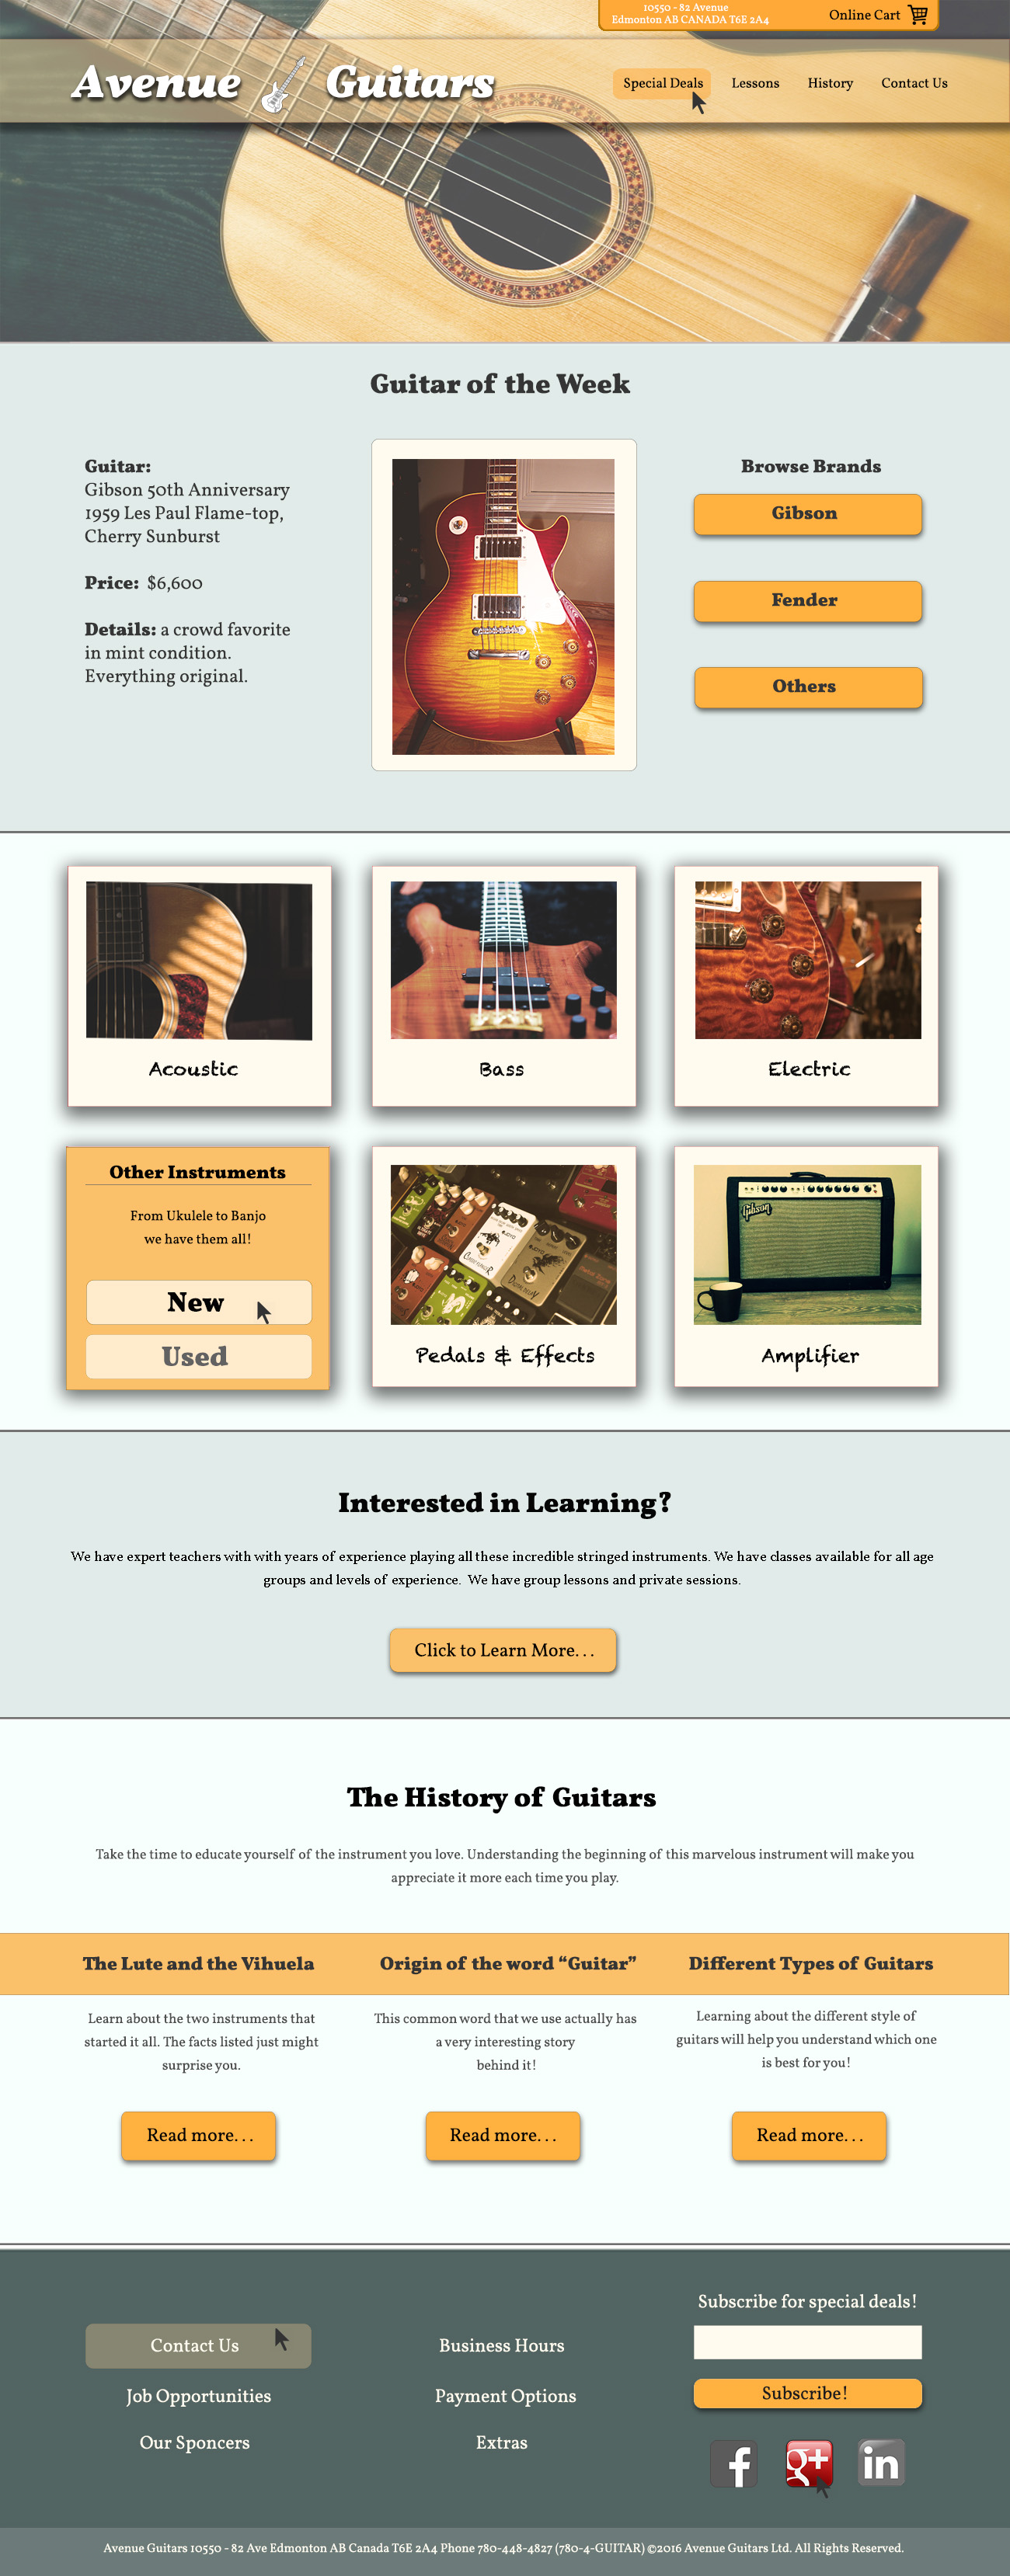 10550 - 82 Avenue
Edmonton AB CANADA T6E 2A4
Online Cart
Avenue Guitars
Special Deals
Lessons
History
Contact Us
Guitar of the Week
Guitar:
Gibson 50th Anniversary
1959 Les Paul Flame-top,
Cherry Sunburst
Price: $6,600
Details: a crowd favorite
in mint condition.
Everything original.
Browse Brands
Gibson
Fender
Others
Acoustic
Bass
Electric
Other Instruments
From Ukulele to Banjo
we have them all!
New
Used
Pedals & Effects
Gibson
Amplifier
Interested in Learning?
We have expert teachers with with years of experience playing all these incredible stringed instruments. We have classes available for all age
groups and levels of experience. We have group lessons and private sessions.
Click to Learn More. . .
The History of Guitars
Take the time to educate yourself of the instrument you love. Understanding the beginning of this marvelous instrument will make you
appreciate it more each time you play.
The Lute and the Vihuela
Learn about the two instruments that
started it all. The facts listed just might
surprise you.
Read more. . .
Origin of the word “Guitar”
This common word that we use actually has
a very interesting story
behind it!
Read more. . .
Different Types of Guitars
Learning about the different style of
guitars will help you understand which one
is best for you!
Read more. . .
Contact Us
Job Opportunities
Our Sponcers
Business Hours
Payment Options
Extras
Subscribe for special deals!
Subscribe!
f
g+
in
Avenue Guitars 10550 - 82 Ave Edmonton AB Canada T6E 2A4 Phone 780-448-4827 (780-4-GUITAR) ©2016 Avenue Guitars Ltd. All Rights Reserved.